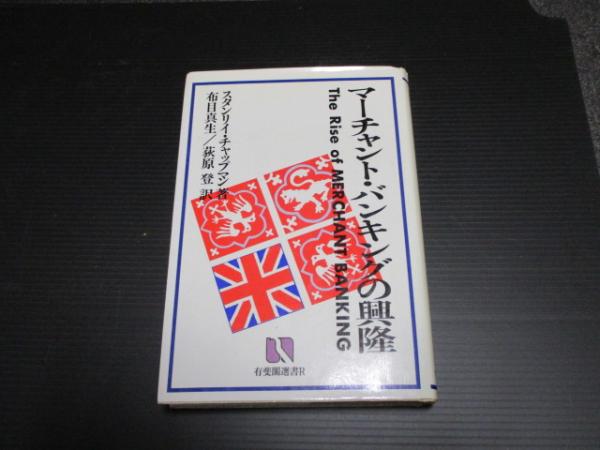 マーチャント・バンキングの興隆
The Rise of MERCHANT BANKING
スタンリイ・チャップマン著
布目真生／荻原登訳
有斐閣選書R